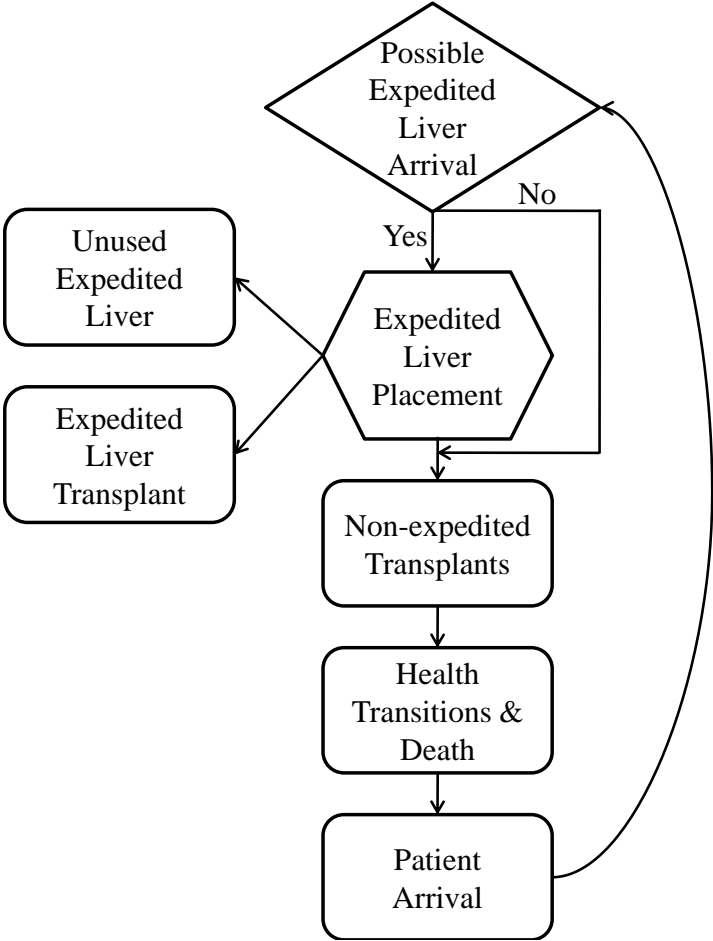 Possible
Expedited
Liver
Arrival
No
Yes
Unused
Expedited
Liver
Expedited
Liver
Placement
Expedited
Liver
Transplant
Non-expedited
Transplants
Health
Transitions &
Death
Patient
Arrival